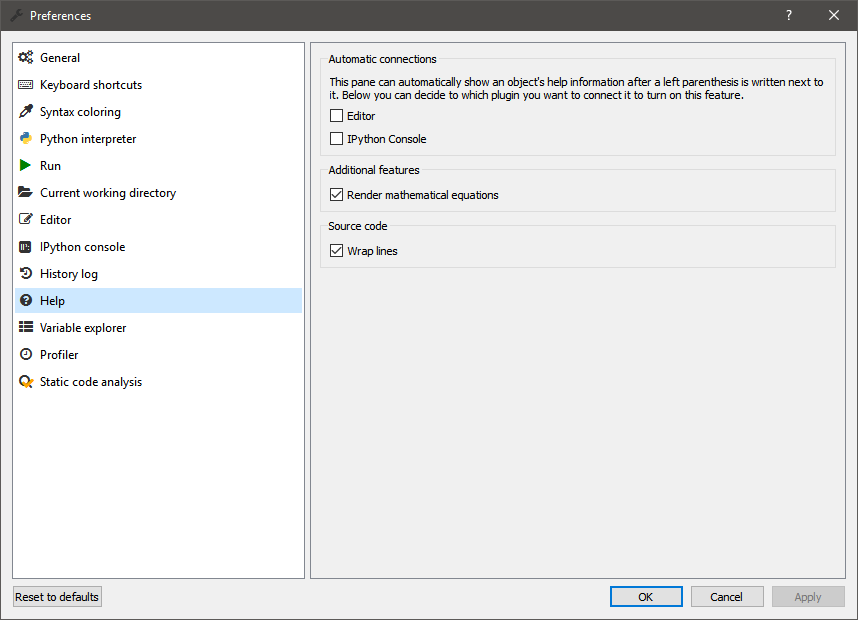 Preferences
?
General
Keyboard shortcuts
Syntax coloring
Python interpreter
Run
Current working directory
Editor
IPython console
History log
Help
Variable explorer
Profiler
Static code analysis
Automatic connections
This pane can automatically show an object's help information after a left parenthesis is written next to
it. Below you can decide to which plugin you want to connect it to turn on this feature.
Editor
IPython Console
Additional features
Render mathematical equations
Source code
Wrap lines
Reset to defaults
OK
Cancel
Apply